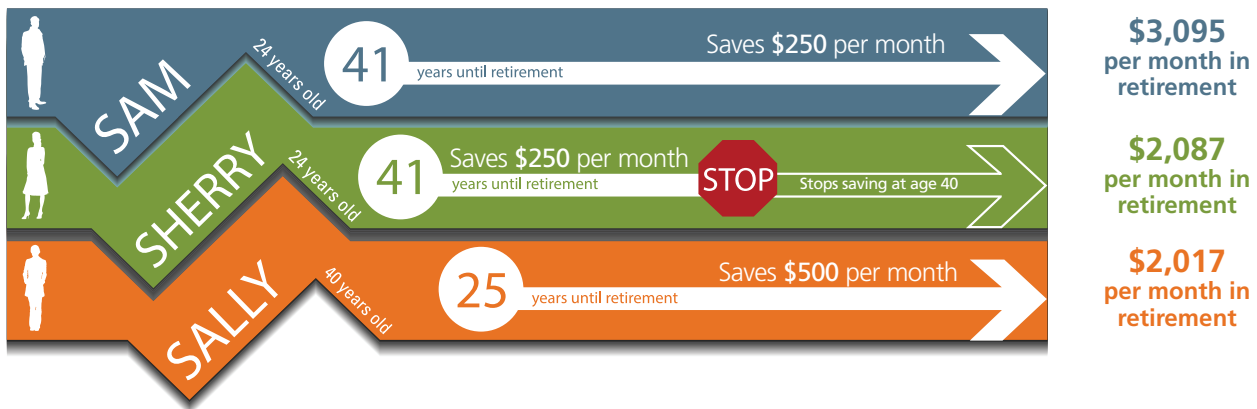 SAM
24 years old
41
years until retirement
Saves $250 per month
$3,095
per month in
retirement
SHERRY
24 years old
41
Saves $250 per month
years until retirement
STOP
Stops saving at age 40
$2,087
per month in
retirement
SALLY
40 years old
25
years until retirement
Saves $500 per month
$2,017
per month in
retirement